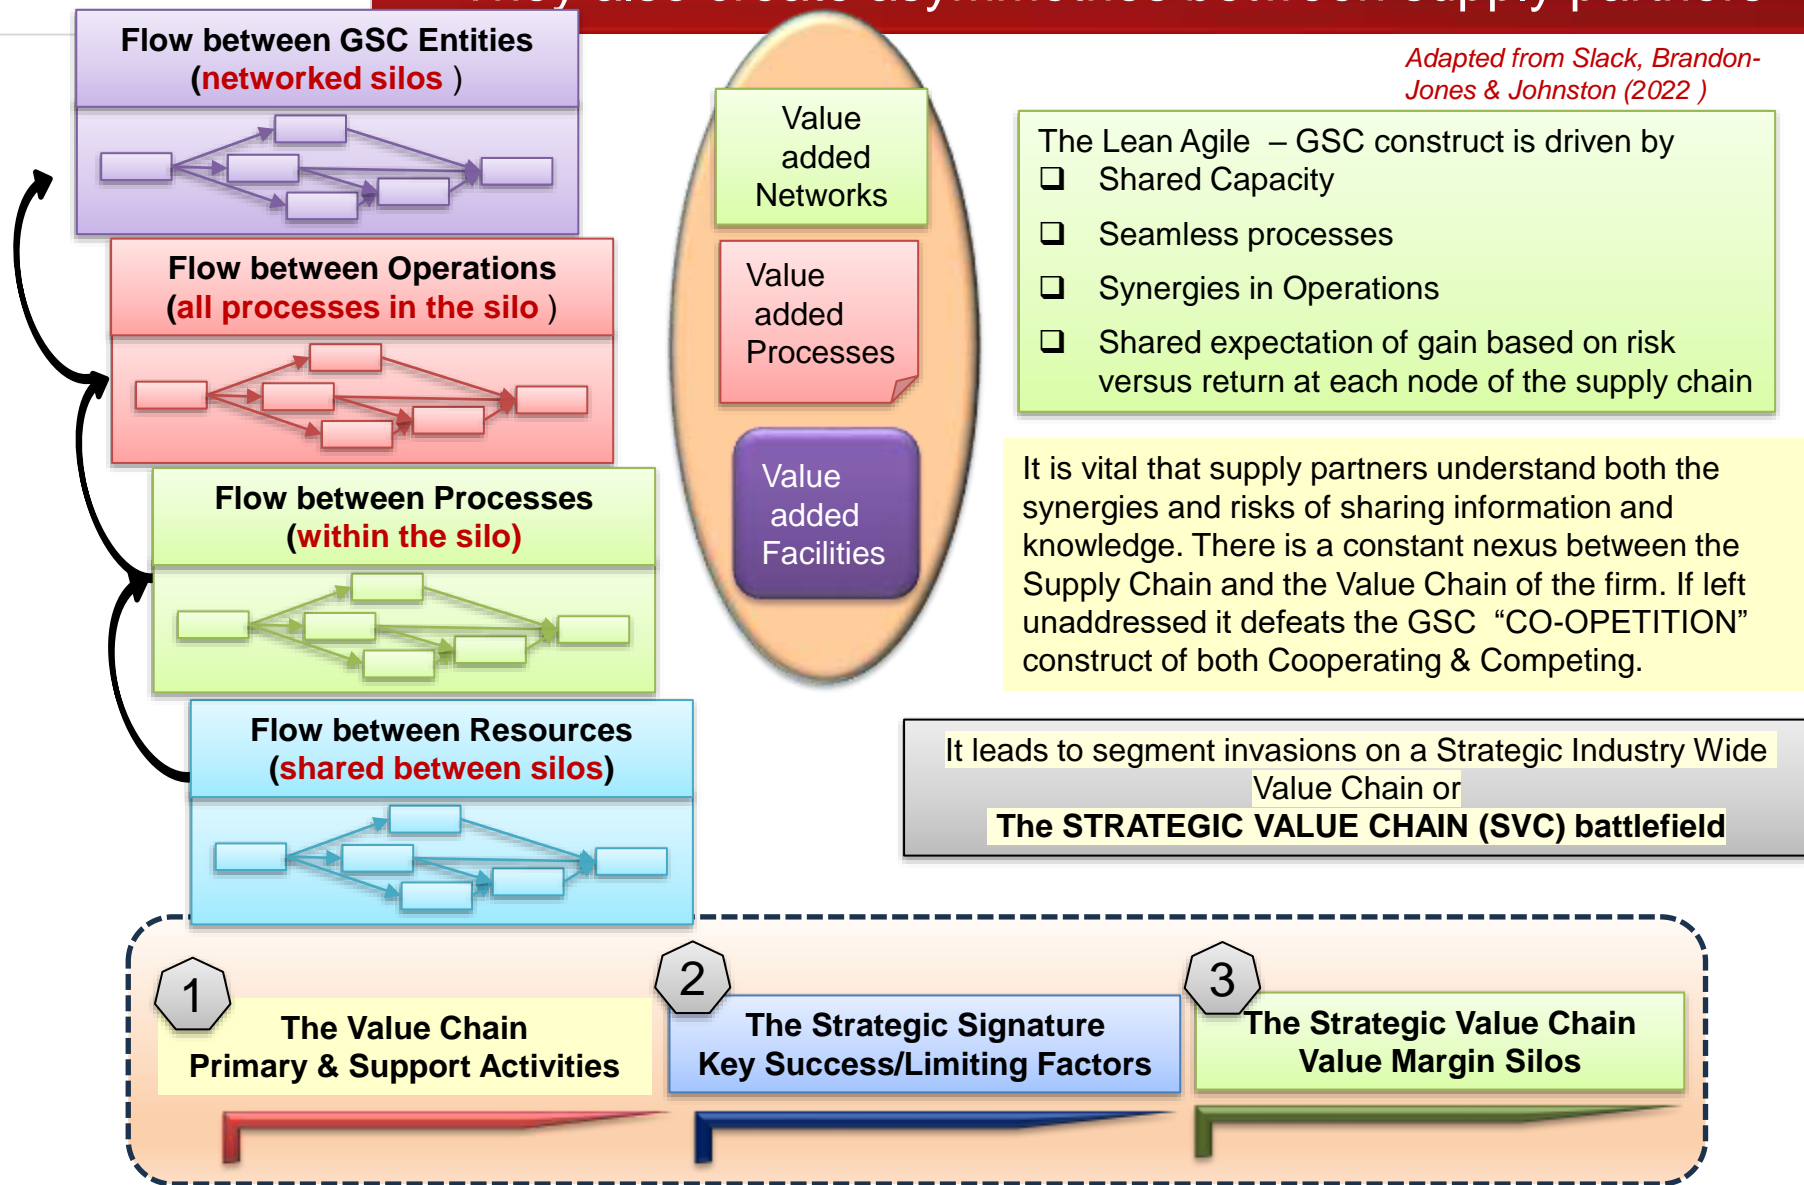 They also create asymmetries between supply partners
Flow between GSC Entities
(networked silos )
Adapted from Slack, Brandon-
Jones & Johnston (2022 )
Value
added
Networks
The Lean Agile – GSC construct is driven by
❑ Shared Capacity
❑ Seamless processes
❑ Synergies in Operations
❑ Shared expectation of gain based on risk
versus return at each node of the supply chain
Flow between Operations
(all processes in the silo )
Value
added
Processes
Flow between Processes
(within the silo)
Value
added
Facilities
It is vital that supply partners understand both the
synergies and risks of sharing information and
knowledge. There is a constant nexus between the
Supply Chain and the Value Chain of the firm. If left
unaddressed it defeats the GSC “CO-OPETITION”
construct of both Cooperating & Competing.
Flow between Resources
(shared between silos)
It leads to segment invasions on a Strategic Industry Wide
Value Chain or
The STRATEGIC VALUE CHAIN (SVC) battlefield
1
The Value Chain
Primary & Support Activities
2
The Strategic Signature
Key Success/Limiting Factors
3
The Strategic Value Chain
Value Margin Silos